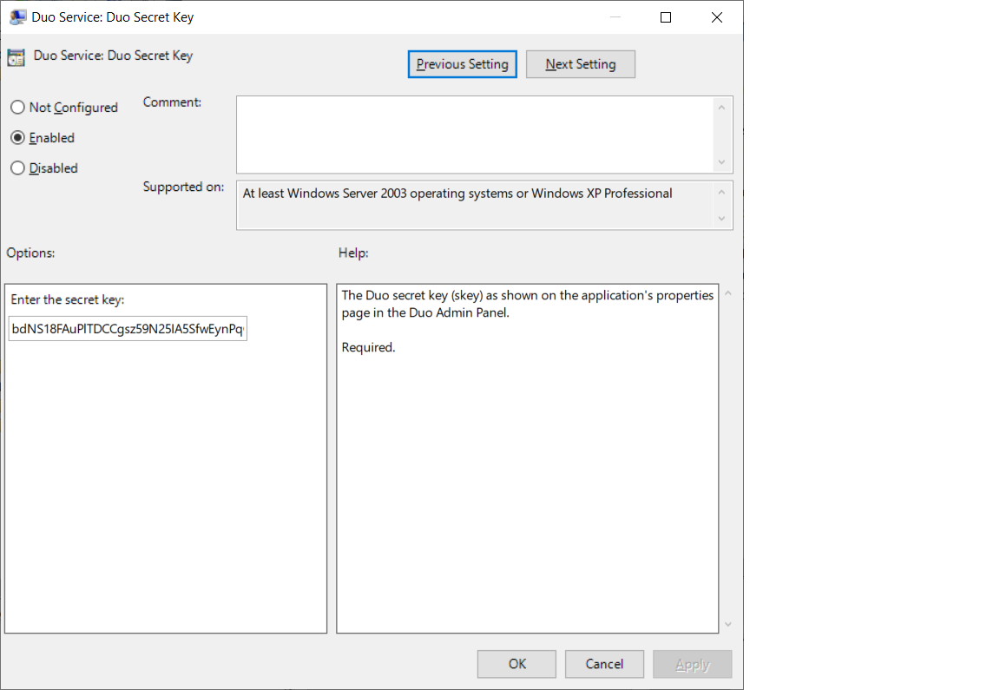 Duo Service: Duo Secret Key
Duo Service: Duo Secret Key
Previous Setting
Next Setting
Not Configured
Enabled
Disabled
Comment:
Supported on:
At least Windows Server 2003 operating systems or Windows XP Professional
Options:
Help:
Enter the secret key:
bdNS18FAuPlTDCCgsz59N25IA5SfwEynPq
The Duo secret key (skey) as shown on the application's properties
page in the Duo Admin Panel.
Required.
OK
Cancel
Apply